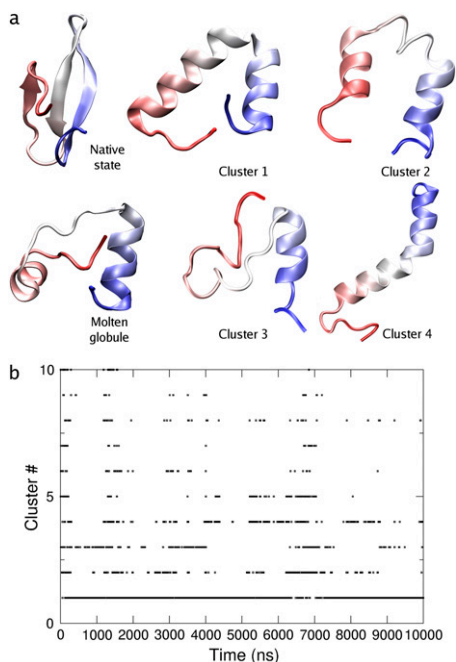 a
Native
state
Cluster 1
Cluster 2
Molten
globule
Cluster 3
Cluster 4
b
10
5
0
Cluster #
0 1000 2000 3000 4000 5000 6000 7000 8000 9000 10000
Time (ns)